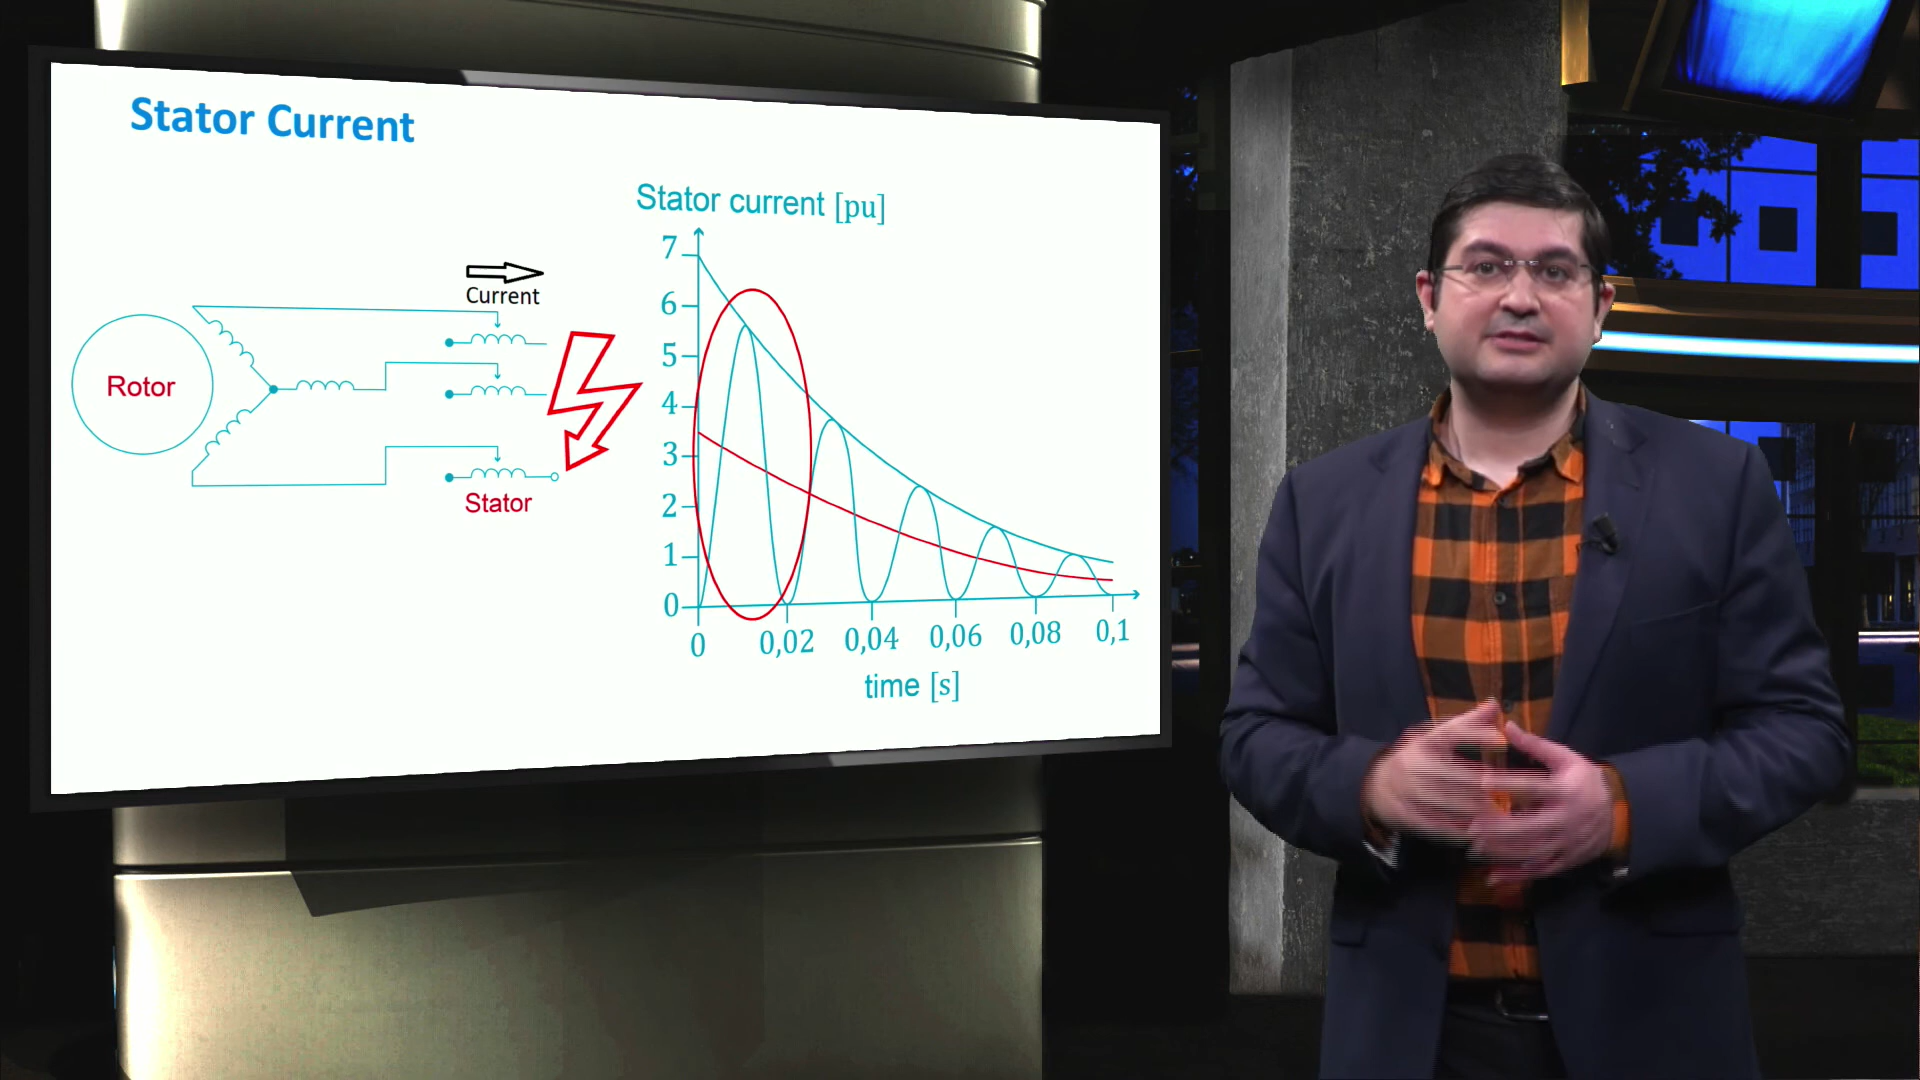 Stator Current
Stator current [pu]
Current
Rotor
Stator
7
6
5
4
3
2
1
0
0 0,02 0,04 0,06 0,08 0,1
time [s]